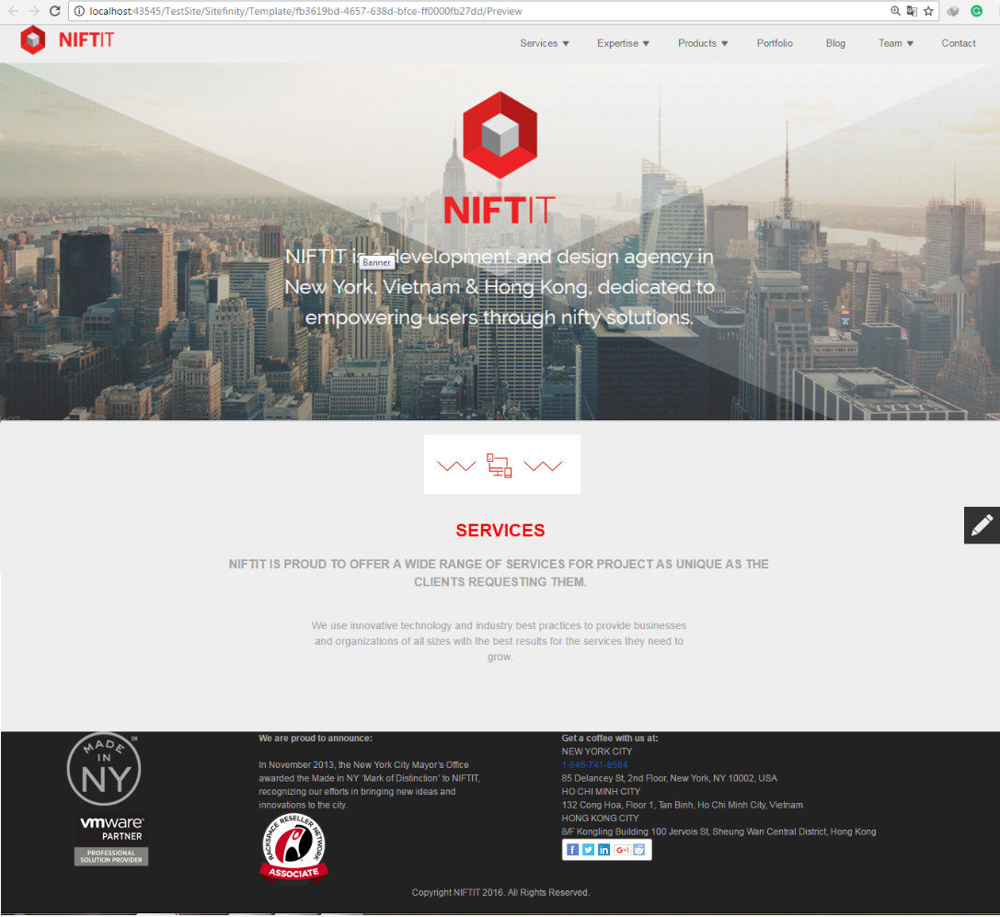 localhost:43545/TestSite/Sitefinity/Template/fb3619bd-4657-638d-bfce-ff0000fb27dd/Preview
NIFTIT
Services ▼ Expertise ▼ Products ▼ Portfolio Blog Team ▼ Contact
NIFTIT
NIFTIT is a development and design agency in
Banner
New York, Vietnam & Hong Kong, dedicated to
empowering users through nifty solutions.
SERVICES
NIFTIT IS PROUD TO OFFER A WIDE RANGE OF SERVICES FOR PROJECT AS UNIQUE AS THE
CLIENTS REQUESTING THEM.
We use innovative technology and industry best practices to provide businesses
and organizations of all sizes with the best results for the services they need to
grow.
MADE
IN
NY
SM
vmware
PARTNER
PROFESSIONAL
SOLUTION PROVIDER
We are proud to announce:
In November 2013, the New York City Mayor's Office
awarded the Made in NY 'Mark of Distinction' to NIFTIT,
recognizing our efforts in bringing new ideas and
innovations to the city.
RACKSPACE RESELLER NETWORK
ASSOCIATE
Get a coffee with us at:
NEW YORK CITY
1-646-741-8584
85 Delancey St, 2nd Floor, New York, NY 10002, USA
HO CHI MINH CITY
132 Cong Hoa, Floor 1, Tan Binh, Ho Chi Minh City, Vietnam
HONG KONG CITY
8/F Kongling Building 100 Jervois St, Sheung Wan Central District, Hong Kong
f in G+1
Copyright NIFTIT 2016. All Rights Reserved.